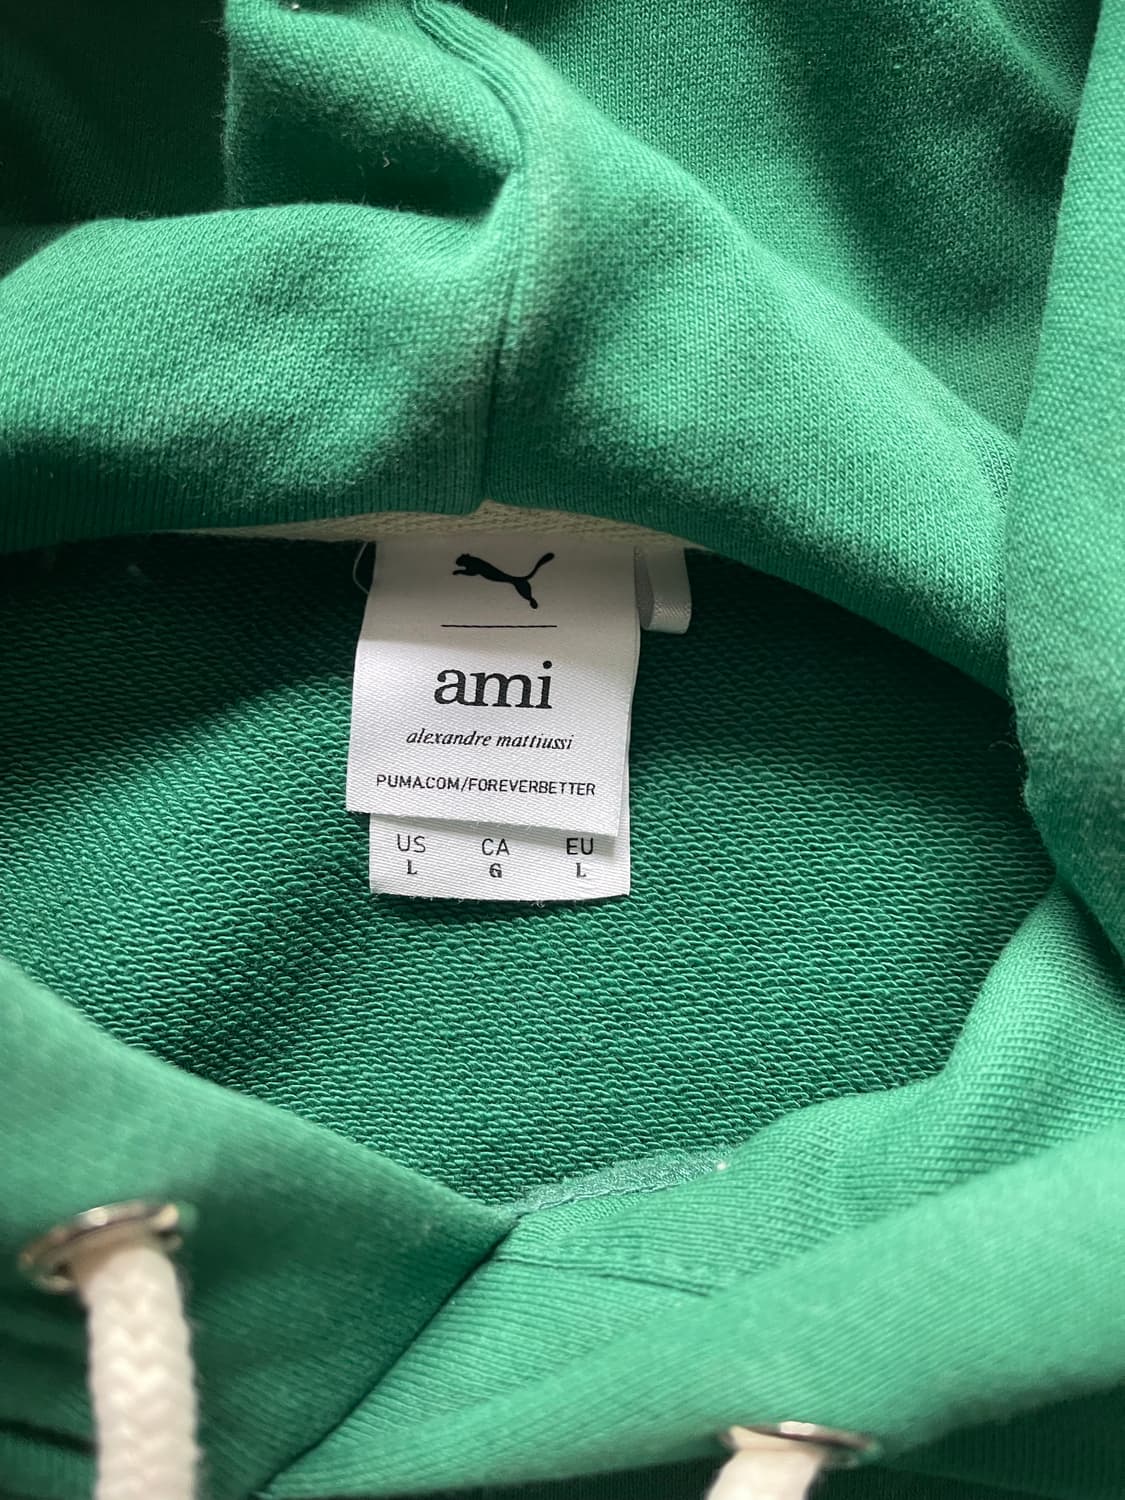 ami
alexandre mattiussi
PUMA.COM/FOREVERBETTER
US CA EU
L G L